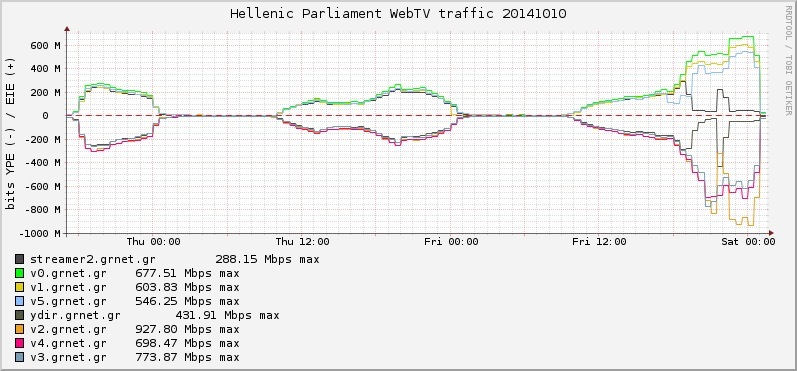 Hellenic Parliament WebTV traffic 20141010
RRDTOOL / TOBI OETIKER
bits YPE (-) / EIE (+)
600 M
400 M
200 M
0
-200 M
-400 M
-600 M
-800 M
-1000 M
Thu 00:00 Thu 12:00 Fri 00:00 Fri 12:00 Sat 00:00
streamer2.grnet.gr 288.15 Mbps max
v0.grnet.gr 677.51 Mbps max
v1.grnet.gr 603.83 Mbps max
v5.grnet.gr 546.25 Mbps max
ydir.grnet.gr 431.91 Mbps max
v2.grnet.gr 927.80 Mbps max
v4.grnet.gr 698.47 Mbps max
v3.grnet.gr 773.87 Mbps max